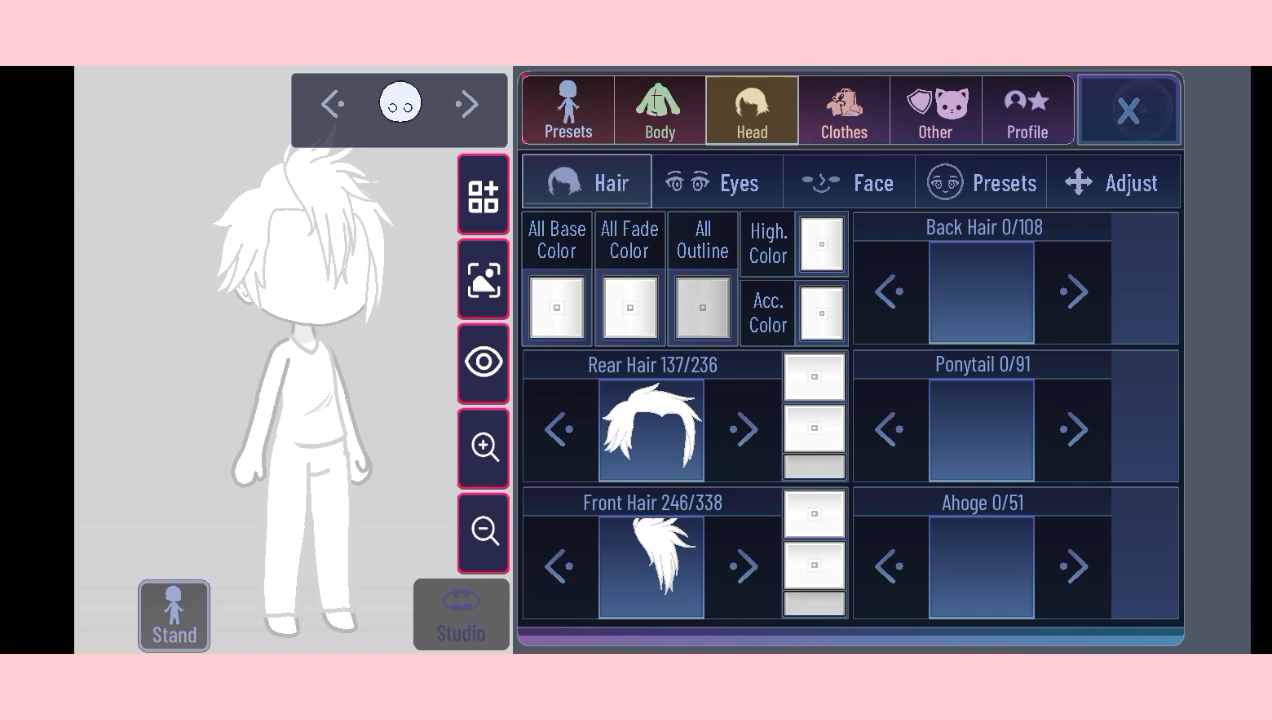 Presets
Body
Head
Clothes
Other
Profile
X
Hair
Eyes
Face
Presets
Adjust
All Base
Color
All Fade
Color
All
Outline
High.
Color
Acc.
Color
Back Hair 0/108
Rear Hair 137/236
Ponytail 0/91
Front Hair 246/338
Ahoge 0/51
Stand
Studio